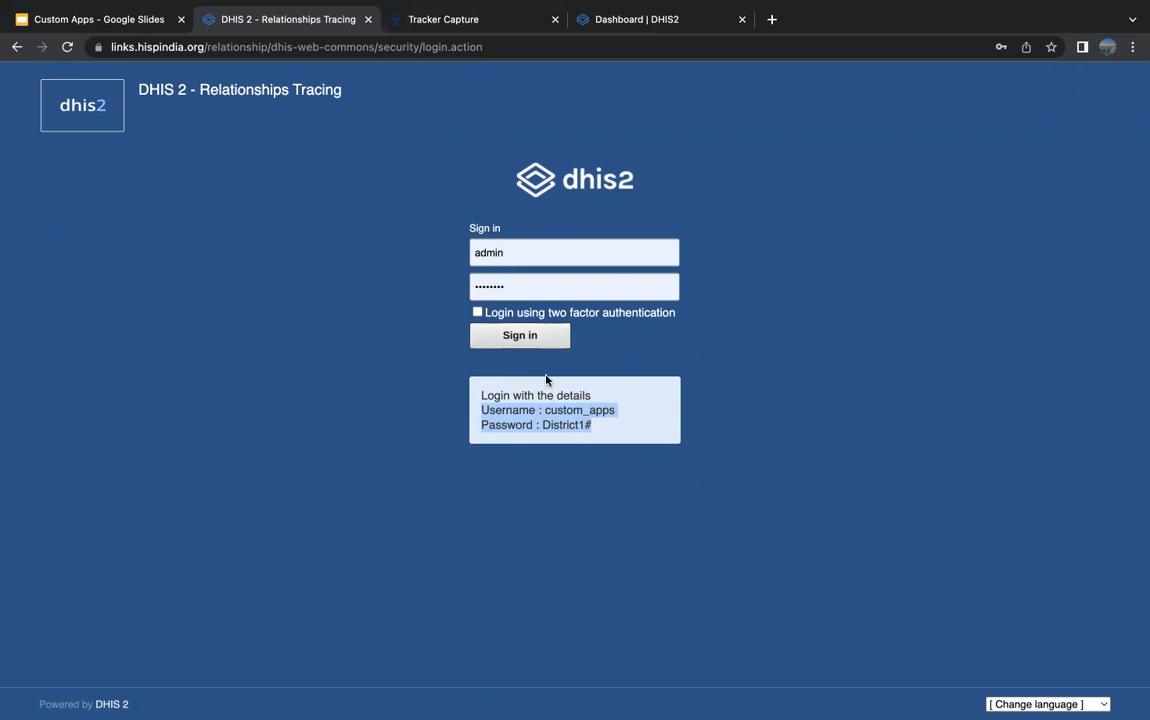 Custom Apps - Google Slides
DHIS 2 - Relationships Tracing
Tracker Capture
Dashboard | DHIS2
links.hispindia.org/relationship/dhis-web-commons/security/login.action
dhis2
DHIS 2 - Relationships Tracing
dhis2
Sign in
admin
••••••••
Login using two factor authentication
Sign in
Login with the details
Username : custom_apps
Password : District1#
Powered by DHIS 2
[ Change language ]